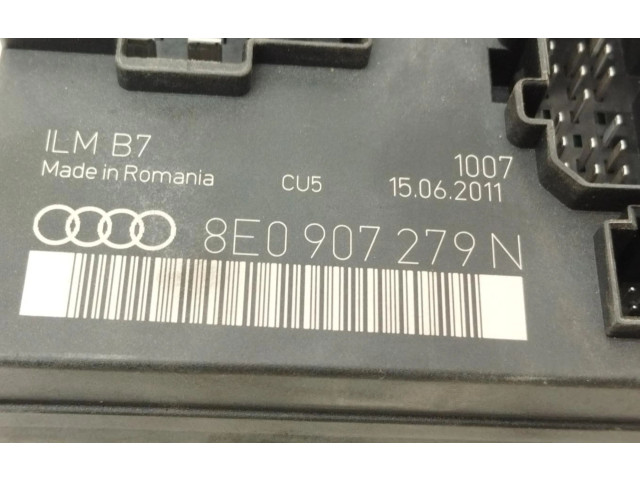 ILM B7
1007
Made in Romania
CU5
15.06.2011
8E0 907 279 N